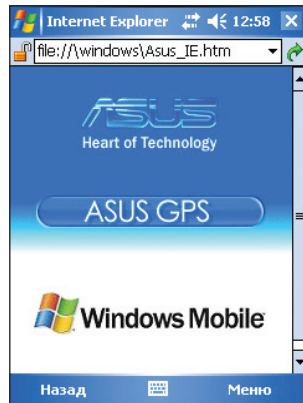 Internet Explorer 12:58
file://\windows\Asus_IE.htm
ASUS
Heart of Technology
ASUS GPS
Windows Mobile
Назад Меню